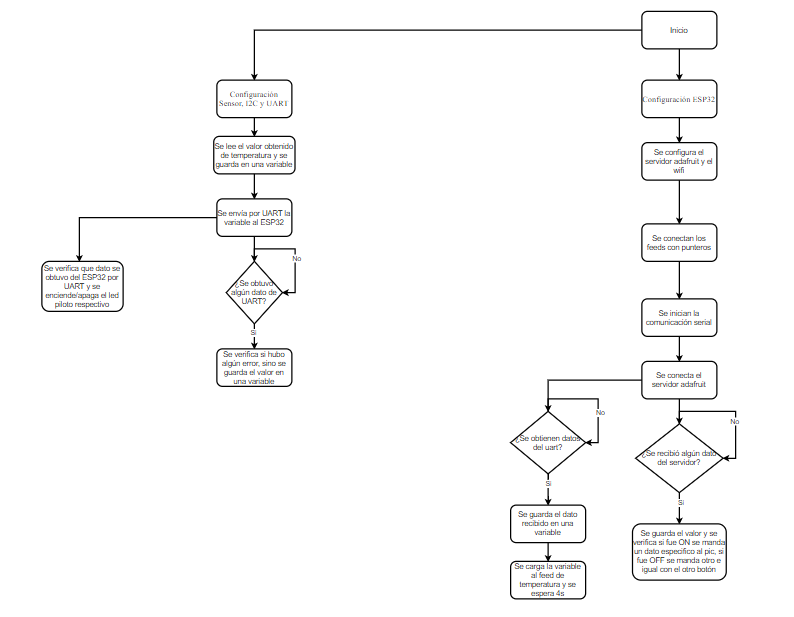 Inicio
Configuración
Sensor, I2C y UART
Configuración ESP32
Se lee el valor obtenido
de temperatura y se
guarda en una variable
Se configura el
servidor adafruit y el
wifi
Se envía por UART la
variable al ESP32
Se conectan los
feeds con punteros
No
Se verifica que dato se
obtuvo del ESP32 por
UART y se
enciende/apaga el led
piloto respectivo
¿Se obtuvo
algún dato de
UART?
Si
Se inician la
comunicación serial
Se verifica si hubo
algún error, sino se
guarda el valor en
una variable
Se conecta el
servidor adafruit
No
No
¿Se obtienen datos
del uart?
¿Se recibió algún dato
del servidor?
Si
Si
Se guarda el dato
recibido en una
variable
Se guarda el valor y se
verifica si fue ON se manda
un dato especifico al pic, si
fue OFF se manda otro e
igual con el otro botón
Se carga la variable
al feed de
temperatura y se
espera 4s